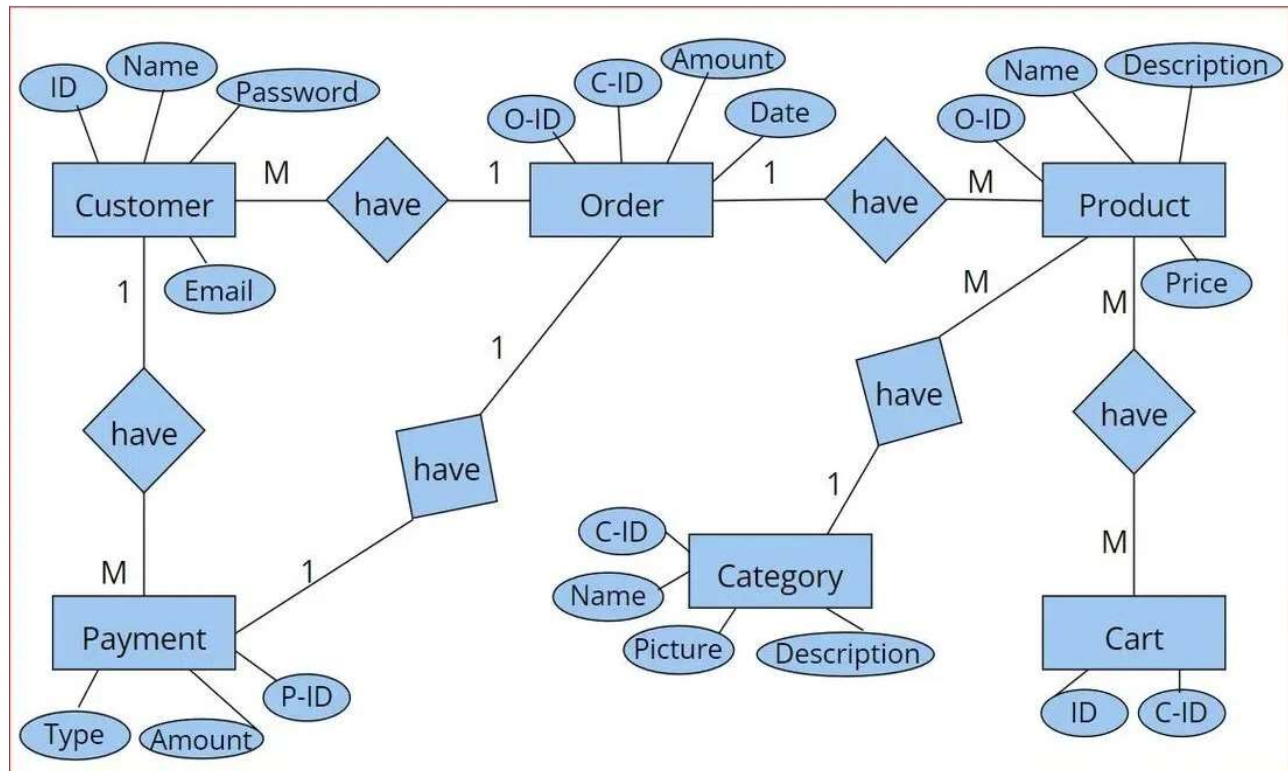 ID
Name
Password
Customer
Email
M
have
1
O-ID
C-ID
Amount
Date
Order
1
have
M
O-ID
Name
Description
Product
Price
1
have
M
1
have
1
M
have
1
M
have
M
Payment
Type
Amount
P-ID
C-ID
Name
Picture
Description
Category
Cart
ID
C-ID